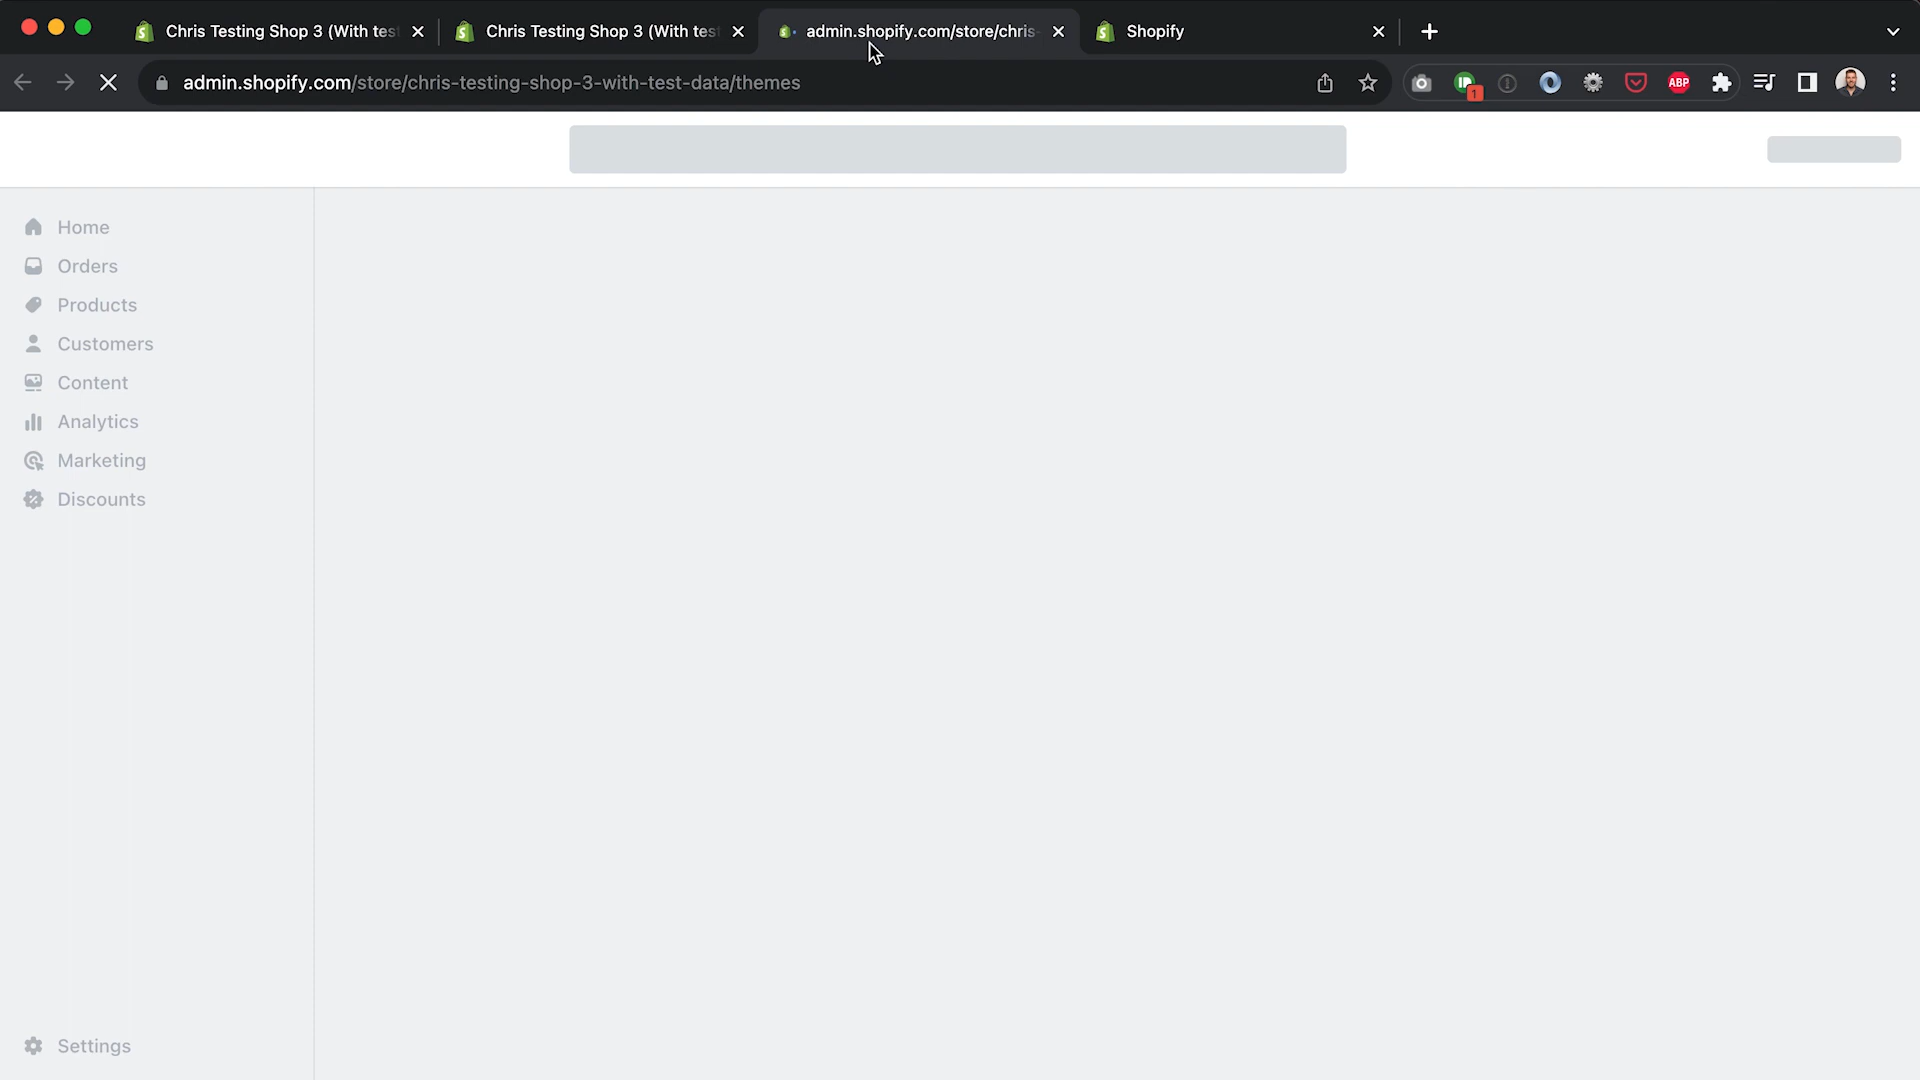 Chris Testing Shop 3 (With tes
Chris Testing Shop 3 (With tes
admin.shopify.com/store/chris-
Shopify
admin.shopify.com/store/chris-testing-shop-3-with-test-data/themes
1
ABP
Home
Orders
Products
Customers
Content
Analytics
Marketing
Discounts
Settings